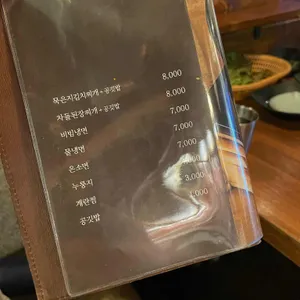 묵은지김치찌개 + 공깃밥 8,000
차돌된장찌개 + 공깃밥 8,000
비빔냉면 7,000
물냉면 7,000
온소면 7,000
누룽지
계란찜 3,000
공깃밥